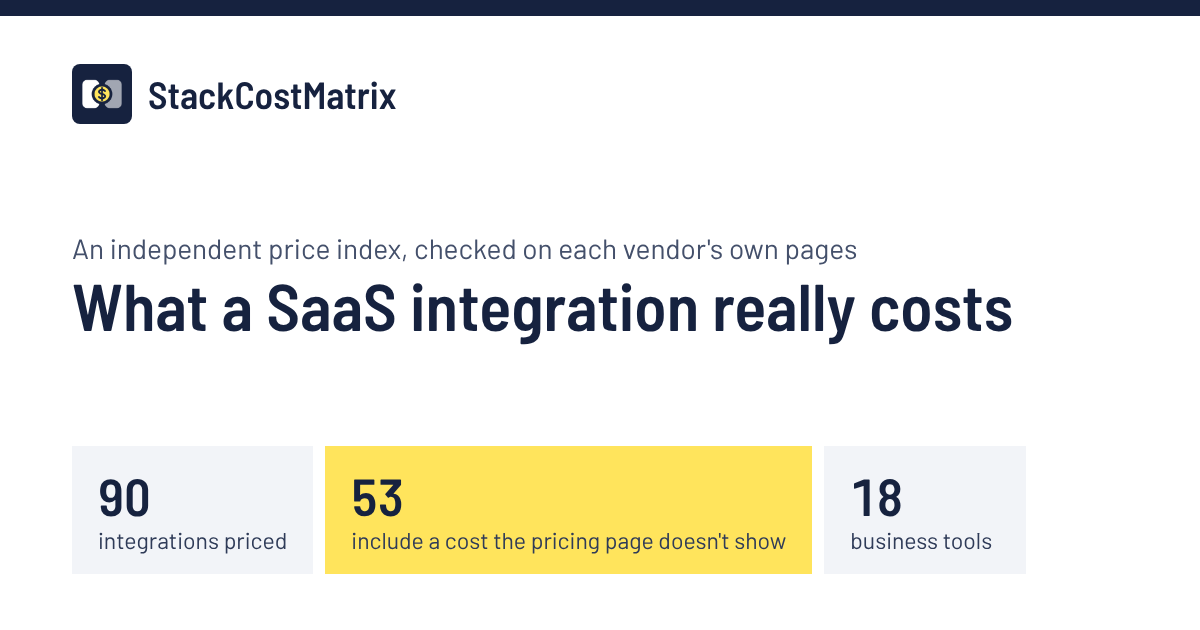 $
StackCostMatrix
An independent price index, checked on each vendor's own pages
What a SaaS integration really costs
90
integrations priced
53
include a cost the pricing page doesn't show
18
business tools